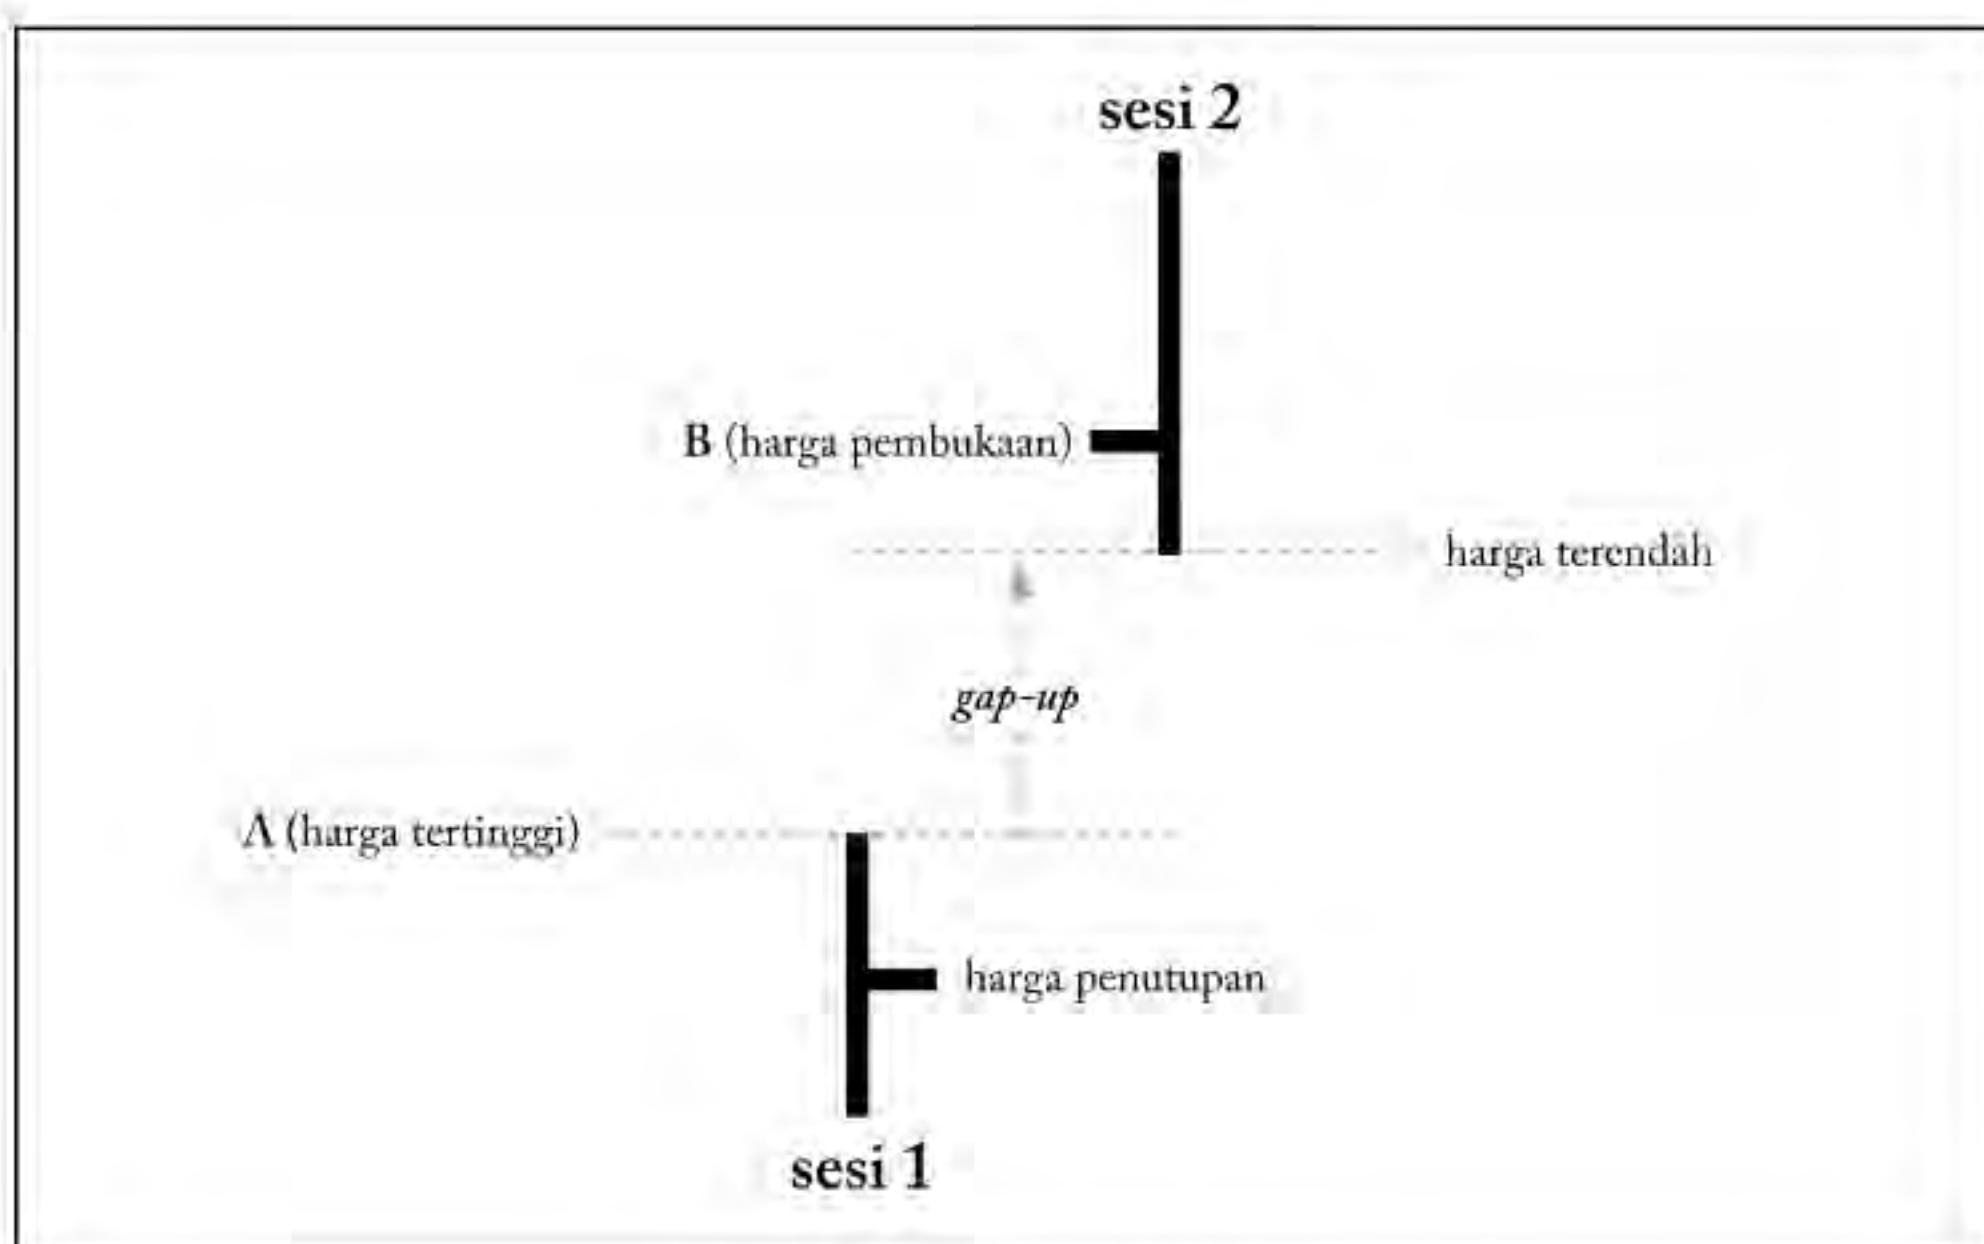 sesi 2
B (harga pembukaan)
harga terendah
gap-up
A (harga tertinggi)
harga penutupan
sesi 1